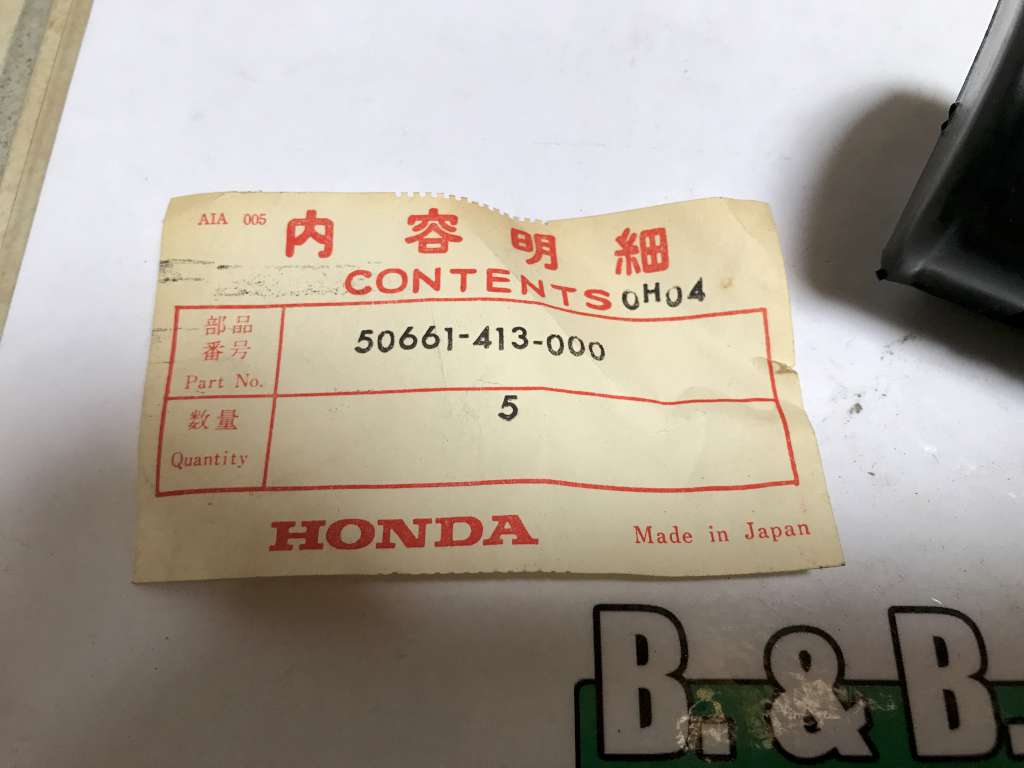 AIA 005
内容明細
CONTENTS 0H04
部品
番号
Part No.
50661-413-000
数量
Quantity
5
HONDA
Made in Japan
B. & B.